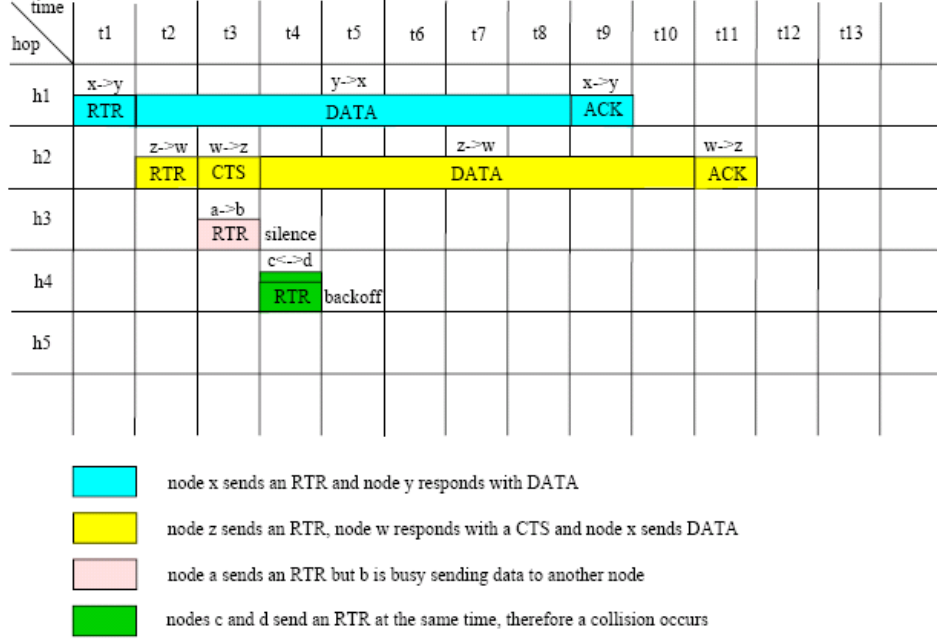 time
hop
t1 t2 t3 t4 t5 t6 t7 t8 t9 t10 t11 t12 t13
h1
x->y y->x x->y
RTR DATA ACK
h2
z->w w->z z->w w->z
RTR CTS DATA ACK
h3
a->b
RTR silence
h4
c<->d
RTR backoff
h5
node x sends an RTR and node y responds with DATA
node z sends an RTR, node w responds with a CTS and node x sends DATA
node a sends an RTR but b is busy sending data to another node
nodes c and d send an RTR at the same time, therefore a collision occurs